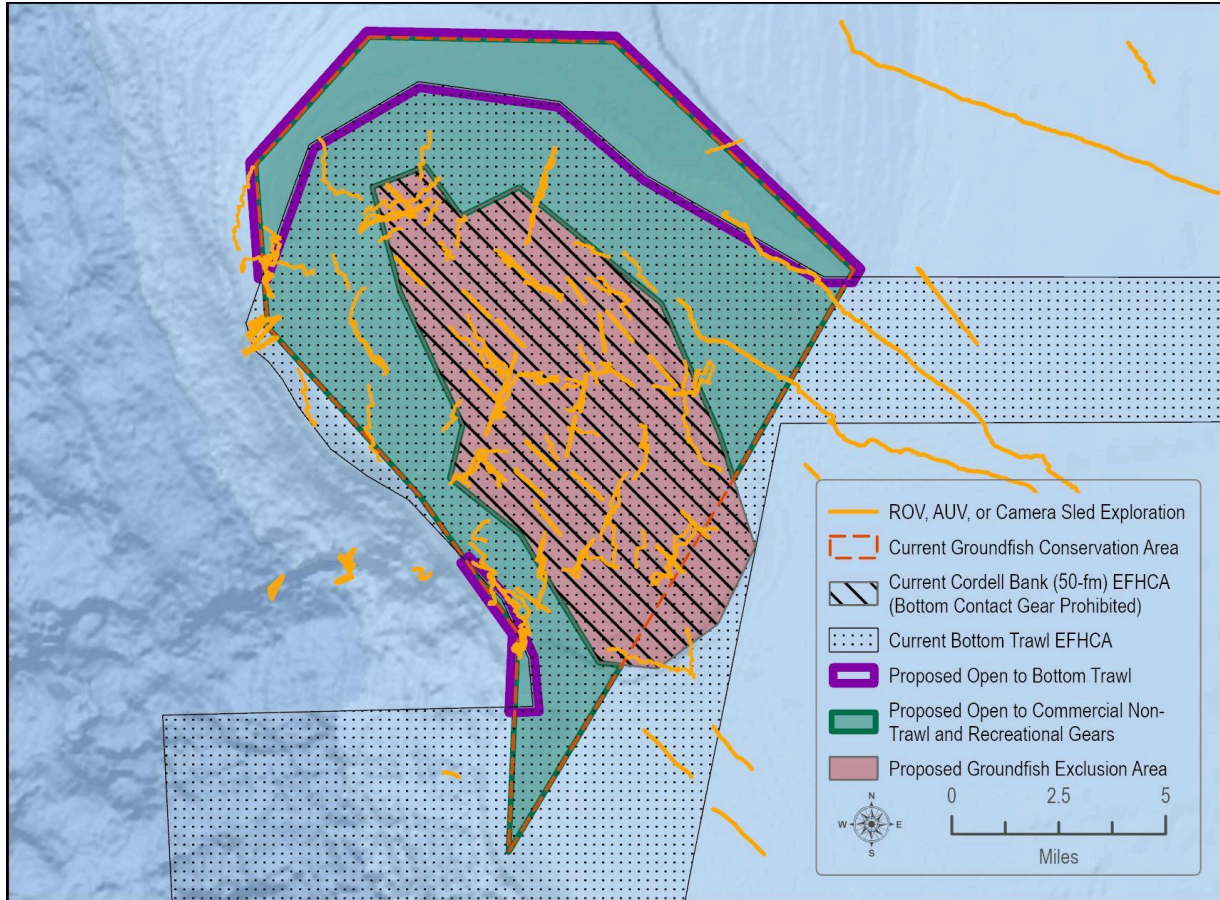 ROV, AUV, or Camera Sled Exploration
Current Groundfish Conservation Area
Current Cordell Bank (50-fm) EFHCA
(Bottom Contact Gear Prohibited)
Current Bottom Trawl EFHCA
Proposed Open to Bottom Trawl
Proposed Open to Commercial Non-
Trawl and Recreational Gears
Proposed Groundfish Exclusion Area
N
W E
S
0 2.5 5
Miles